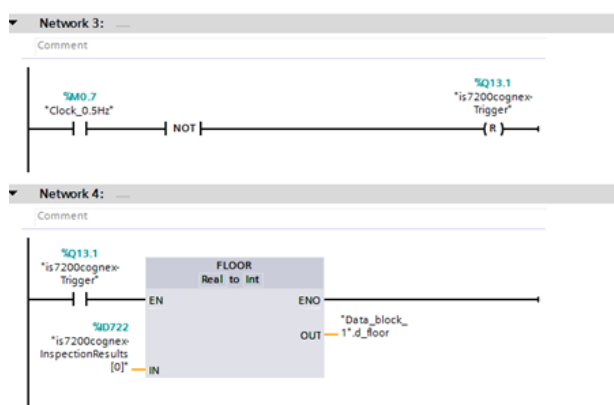 Network 3: .....
Comment
%M0.7
"Clock_0.5Hz"
NOT
%Q13.1
"is7200cognex-
Trigger"
R
Network 4: .....
Comment
%Q13.1
"is7200cognex-
Trigger"
FLOOR
Real to Int
EN
ENO
%ID722
"is7200cognex-
InspectionResults
[0]"
IN
OUT
"Data_block_
1".d_floor